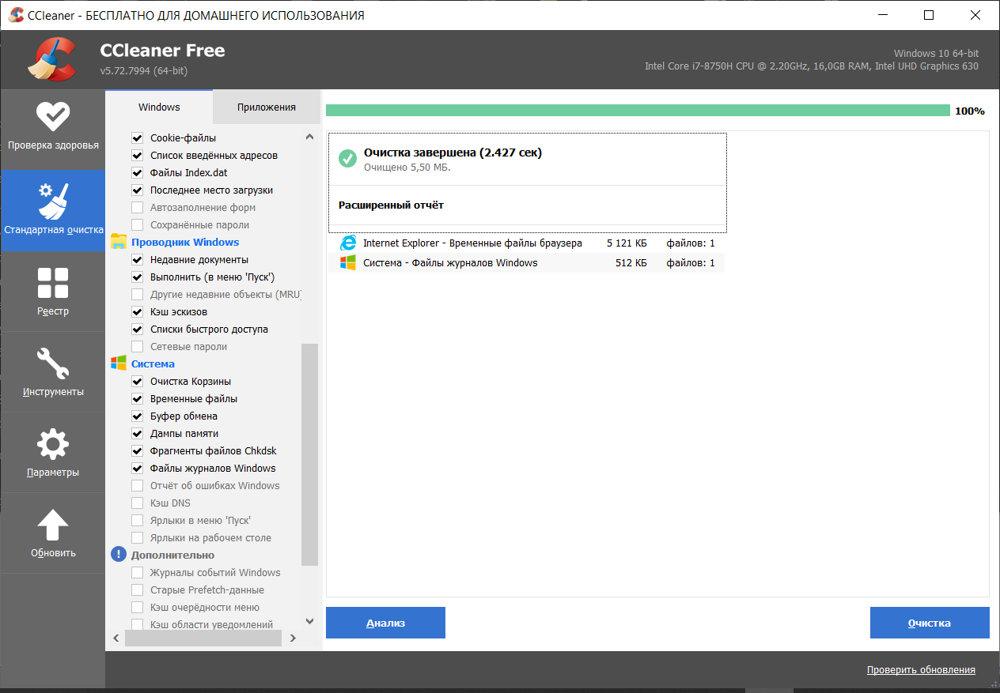 CCleaner - БЕСПЛАТНО ДЛЯ ДОМАШНЕГО ИСПОЛЬЗОВАНИЯ
CCleaner Free
v5.72.7994 (64-bit)
Windows 10 64-bit
Intel Core i7-8750H CPU @ 2.20GHz, 16,0GB RAM, Intel UHD Graphics 630
Проверка здоровья
Стандартная очистка
Реестр
Инструменты
Параметры
Обновить
Windows
Приложения
Cookie-файлы
Список введённых адресов
Файлы Index.dat
Последнее место загрузки
Автозаполнение форм
Сохранённые пароли
Проводник Windows
Недавние документы
Выполнить (в меню 'Пуск')
Другие недавние объекты (MRU)
Кэш эскизов
Списки быстрого доступа
Сетевые пароли
Система
Очистка Корзины
Временные файлы
Буфер обмена
Дампы памяти
Фрагменты файлов Chkdsk
Файлы журналов Windows
Отчёт об ошибках Windows
Кэш DNS
Ярлыки в меню 'Пуск'
Ярлыки на рабочем столе
Дополнительно
Журналы событий Windows
Старые Prefetch-данные
Кэш очерёдности меню
Кэш области уведомлений
100%
Очистка завершена (2.427 сек)
Очищено 5,50 МБ.
Расширенный отчёт
Internet Explorer - Временные файлы браузера 5 121 КБ файлов: 1
Система - Файлы журналов Windows 512 КБ файлов: 1
Анализ
Очистка
Проверить обновления